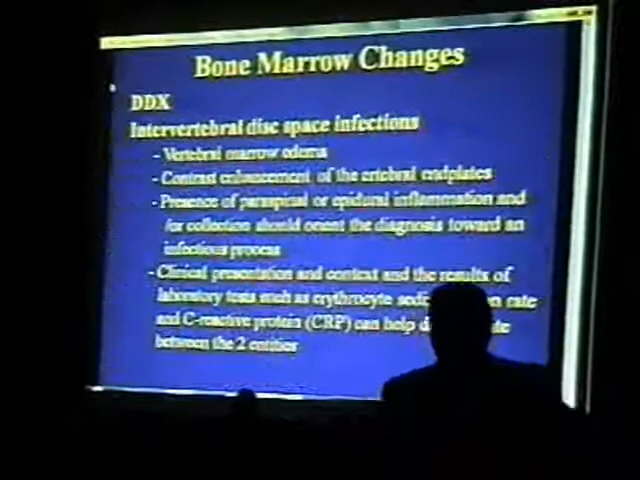 Bone Marrow Changes
DDX
Intervertebral disc space infections
- Vertebral marrow edema
- Contrast enhancement of the ertebral endplates
- Presence of paraspinal or epidural inflammation and
/or collection should orient the diagnosis toward an
infectious process
- Clinical presentation and context and the results of
laboratory tests such as erythrocyte rate
and C-reactive protein (CRP) can help
between the 2 entities